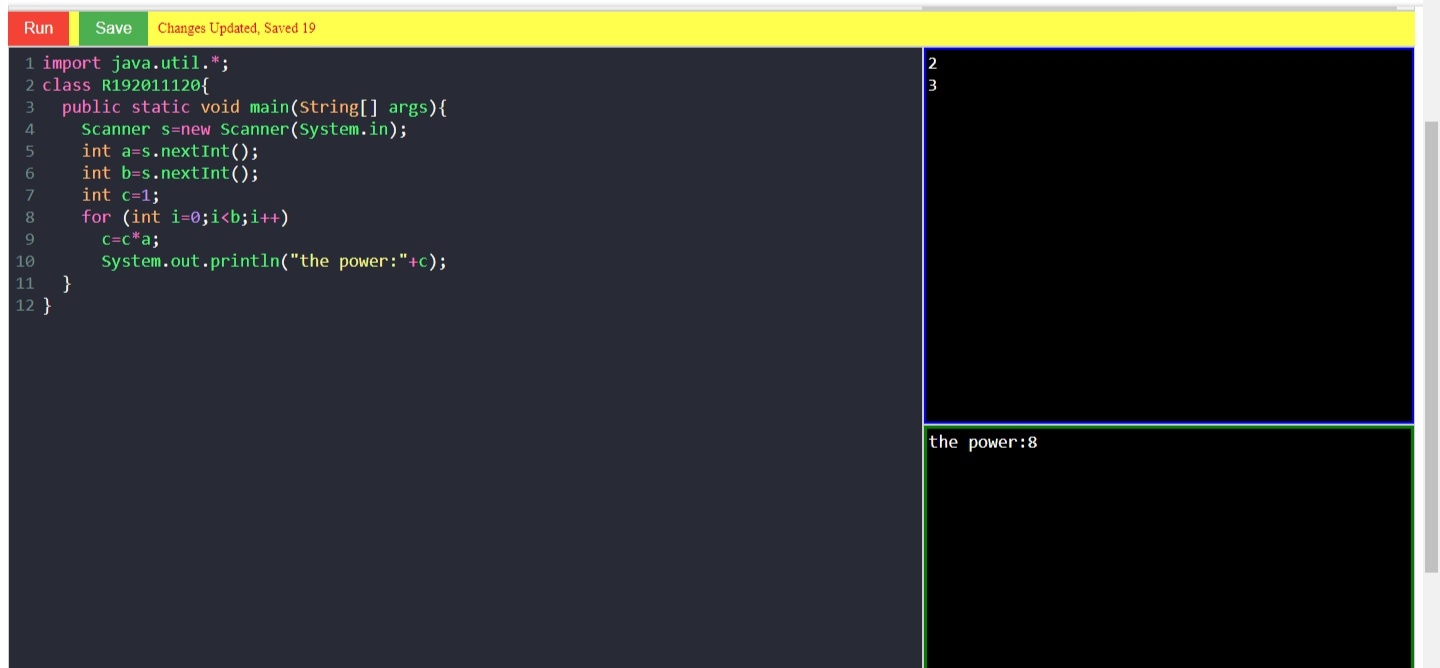 Run Save Changes Updated, Saved 19
1 import java.util.*;
2 class R192011120{
3   public static void main(String[] args){
4     Scanner s=new Scanner(System.in);
5     int a=s.nextInt();
6     int b=s.nextInt();
7     int c=1;
8     for (int i=0;i<b;i++)
9       c=c*a;
10       System.out.println("the power:"+c);
11   }
12 }
2
3
the power:8